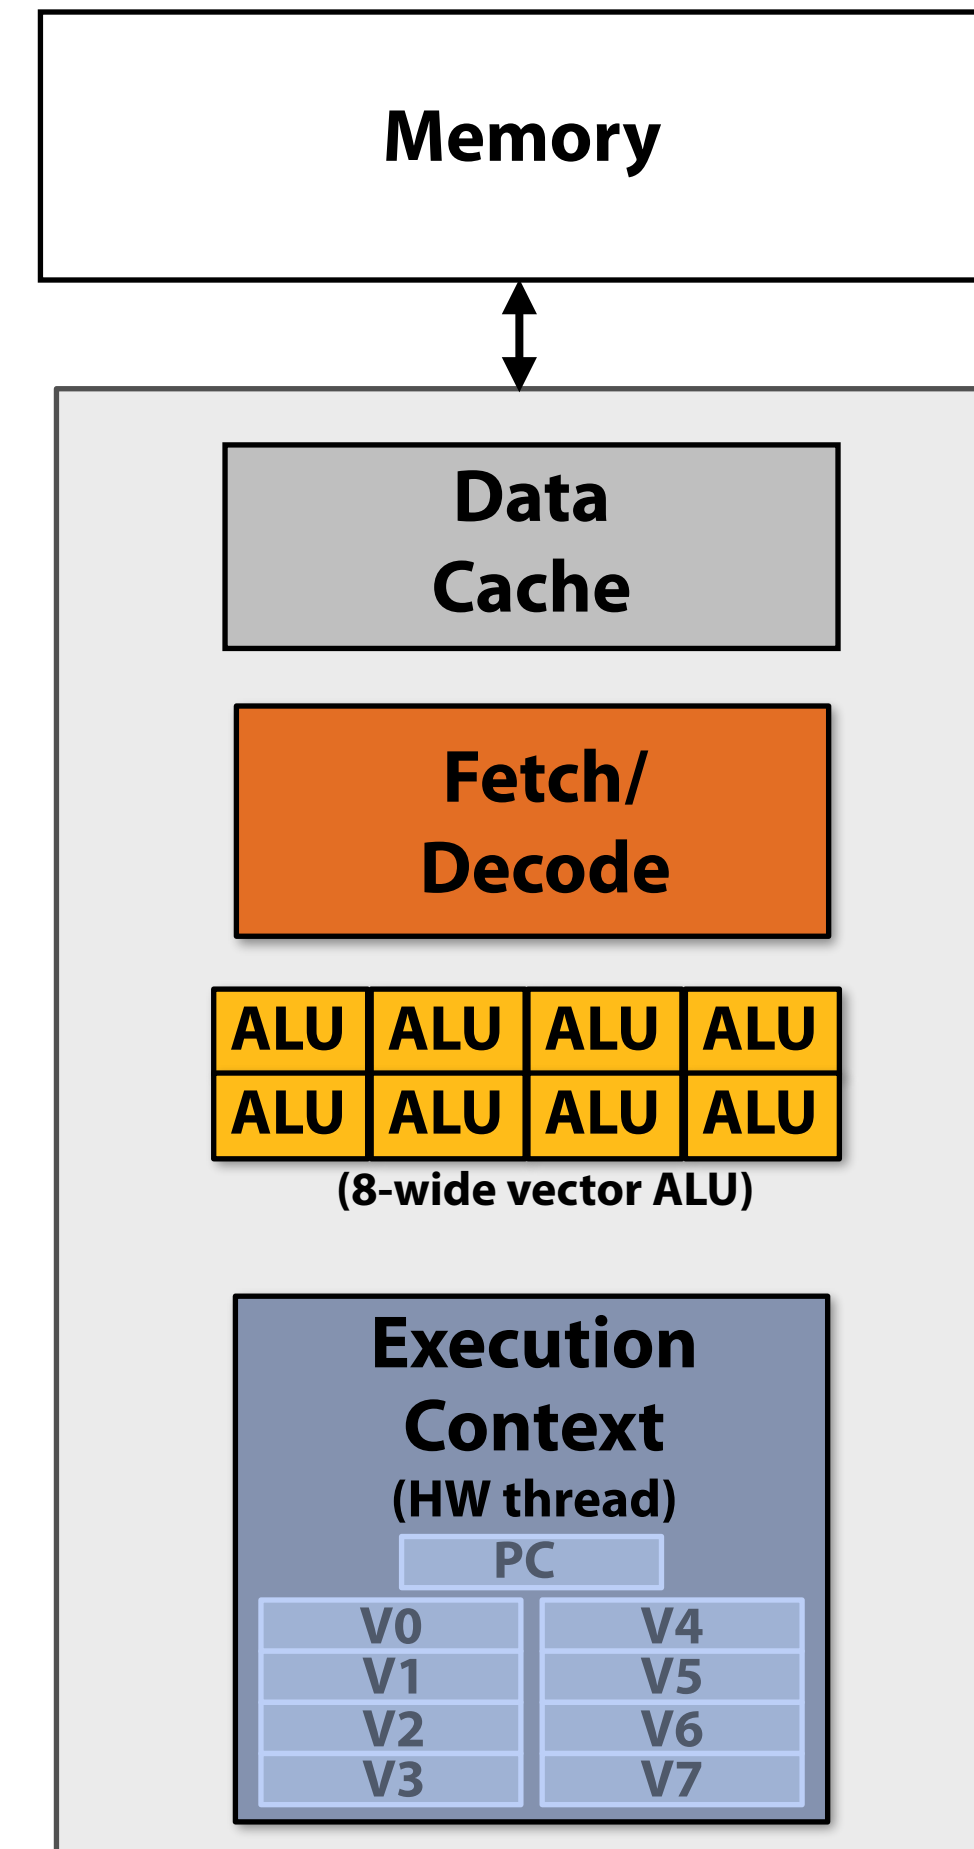 Memory
Data
Cache
Fetch/
Decode
ALU ALU ALU ALU
ALU ALU ALU ALU
(8-wide vector ALU)
Execution
Context
(HW thread)
PC
V0 V4
V1 V5
V2 V6
V3 V7